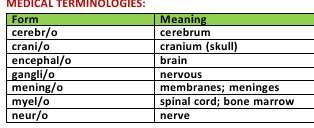 MEDICAL TERMINOLOGIES:
Form Meaning
cerebr/o cerebrum
crani/o cranium (skull)
encephal/o brain
gangli/o nervous
mening/o membranes; meninges
myel/o spinal cord; bone marrow
neur/o nerve